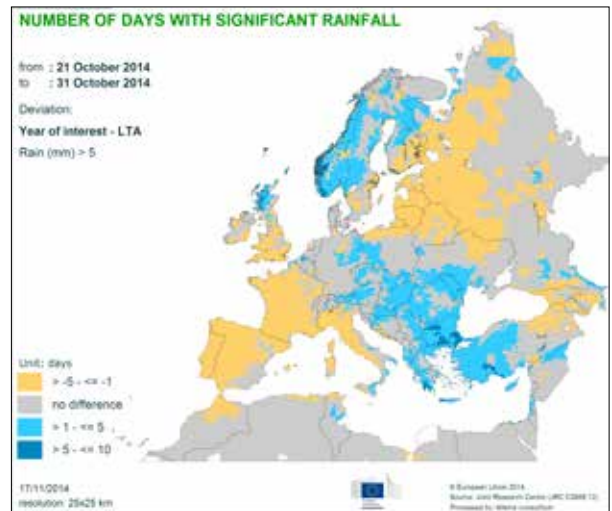 NUMBER OF DAYS WITH SIGNIFICANT RAINFALL
from : 21 October 2014
to : 31 October 2014
Deviation:
Year of interest - LTA
Rain (mm) > 5
Unit: days
> -5 - <= -1
no difference
> 1 - <= 5
> 5 - <= 10
17/11/2014
resolution: 25x25 km
© European Union 2014
Source: Joint Research Centre
Processed by